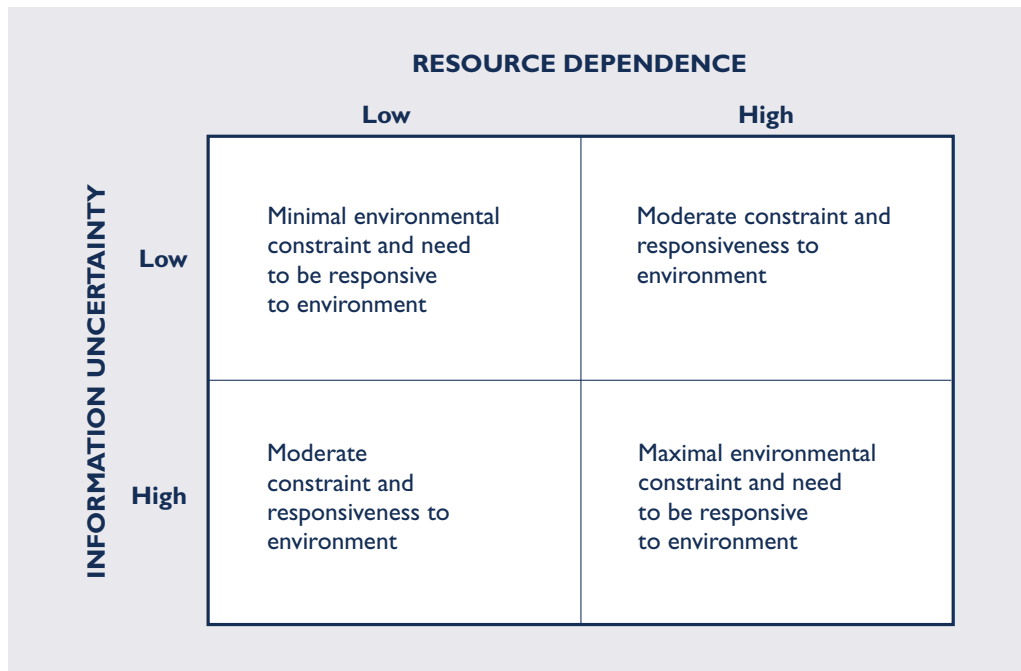 RESOURCE DEPENDENCE
Low
High
INFORMATION UNCERTAINTY
Low
Minimal environmental
constraint and need
to be responsive
to environment
Moderate constraint and
responsiveness to
environment
High
Moderate
constraint and
responsiveness to
environment
Maximal environmental
constraint and need
to be responsive
to environment